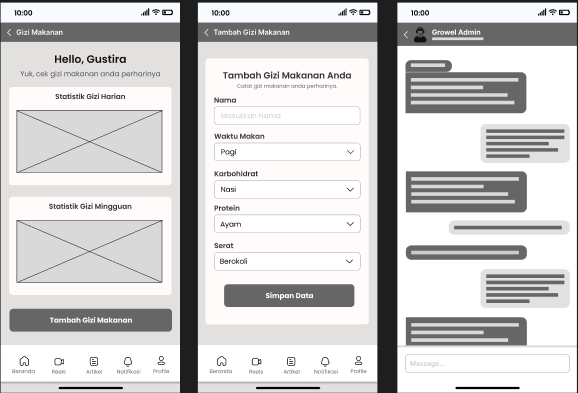 10:00
Gizi Makanan
Hello, Gustira
Yuk, cek gizi makanan anda perharinya
Statistik Gizi Harian
Statistik Gizi Mingguan
Tambah Gizi Makanan
Beranda
Reels
Artikel
Notifikasi
Profile
10:00
Tambah Gizi Makanan
Tambah Gizi Makanan Anda
Catat gizi makanan anda perharinya.
Nama
Masukkan Nama
Waktu Makan
Pagi
Karbohidrat
Nasi
Protein
Ayam
Serat
Berokoli
Simpan Data
Beranda
Reels
Artikel
Notifikasi
Profile
10:00
Growel Admin
Message...